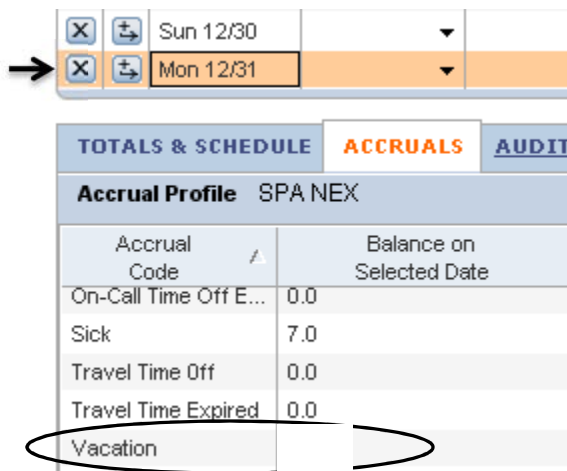 Sun 12/30
Mon 12/31
TOTALS & SCHEDULE ACCRUALS AUDIT
Accrual Profile SPA NEX
Accrual Code Balance on Selected Date
On-Call Time Off E... 0.0
Sick 7.0
Travel Time Off 0.0
Travel Time Expired 0.0
Vacation